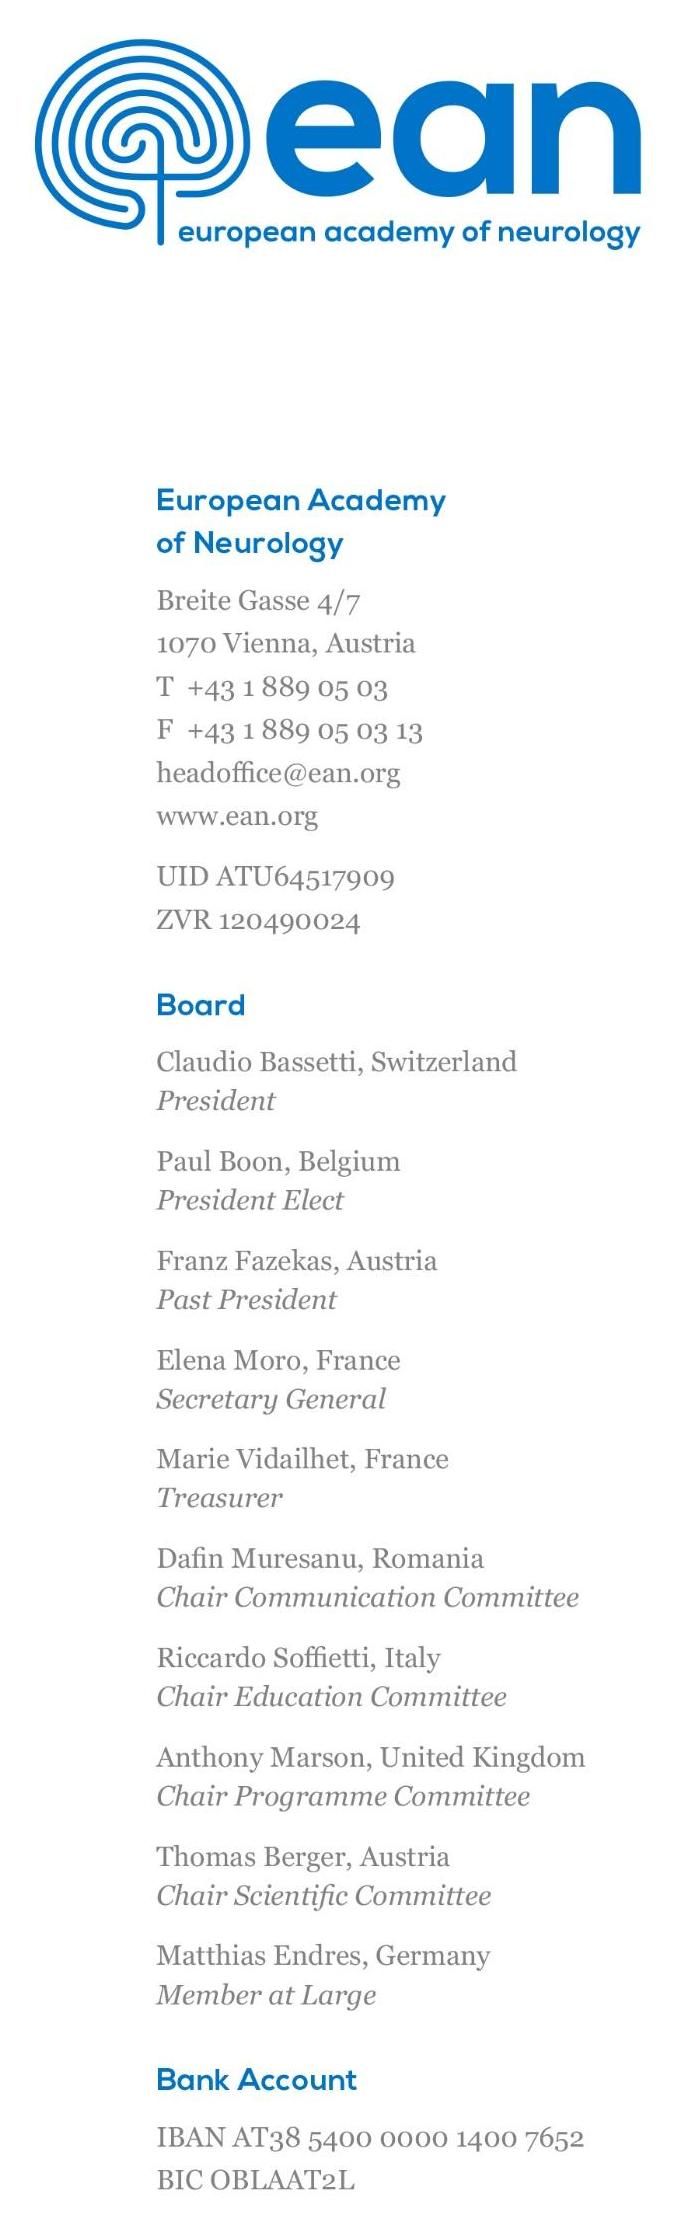 ean
european academy of neurology
European Academy
of Neurology
Breite Gasse 4/7
1070 Vienna, Austria
T +43 1 889 05 03
F +43 1 889 05 03 13
headoffice@ean.org
www.ean.org
UID ATU64517909
ZVR 120490024
Board
Claudio Bassetti, Switzerland
President
Paul Boon, Belgium
President Elect
Franz Fazekas, Austria
Past President
Elena Moro, France
Secretary General
Marie Vidailhet, France
Treasurer
Dafin Muresanu, Romania
Chair Communication Committee
Riccardo Soffietti, Italy
Chair Education Committee
Anthony Marson, United Kingdom
Chair Programme Committee
Thomas Berger, Austria
Chair Scientific Committee
Matthias Endres, Germany
Member at Large
Bank Account
IBAN AT38 5400 0000 1400 7652
BIC OBLAAT2L